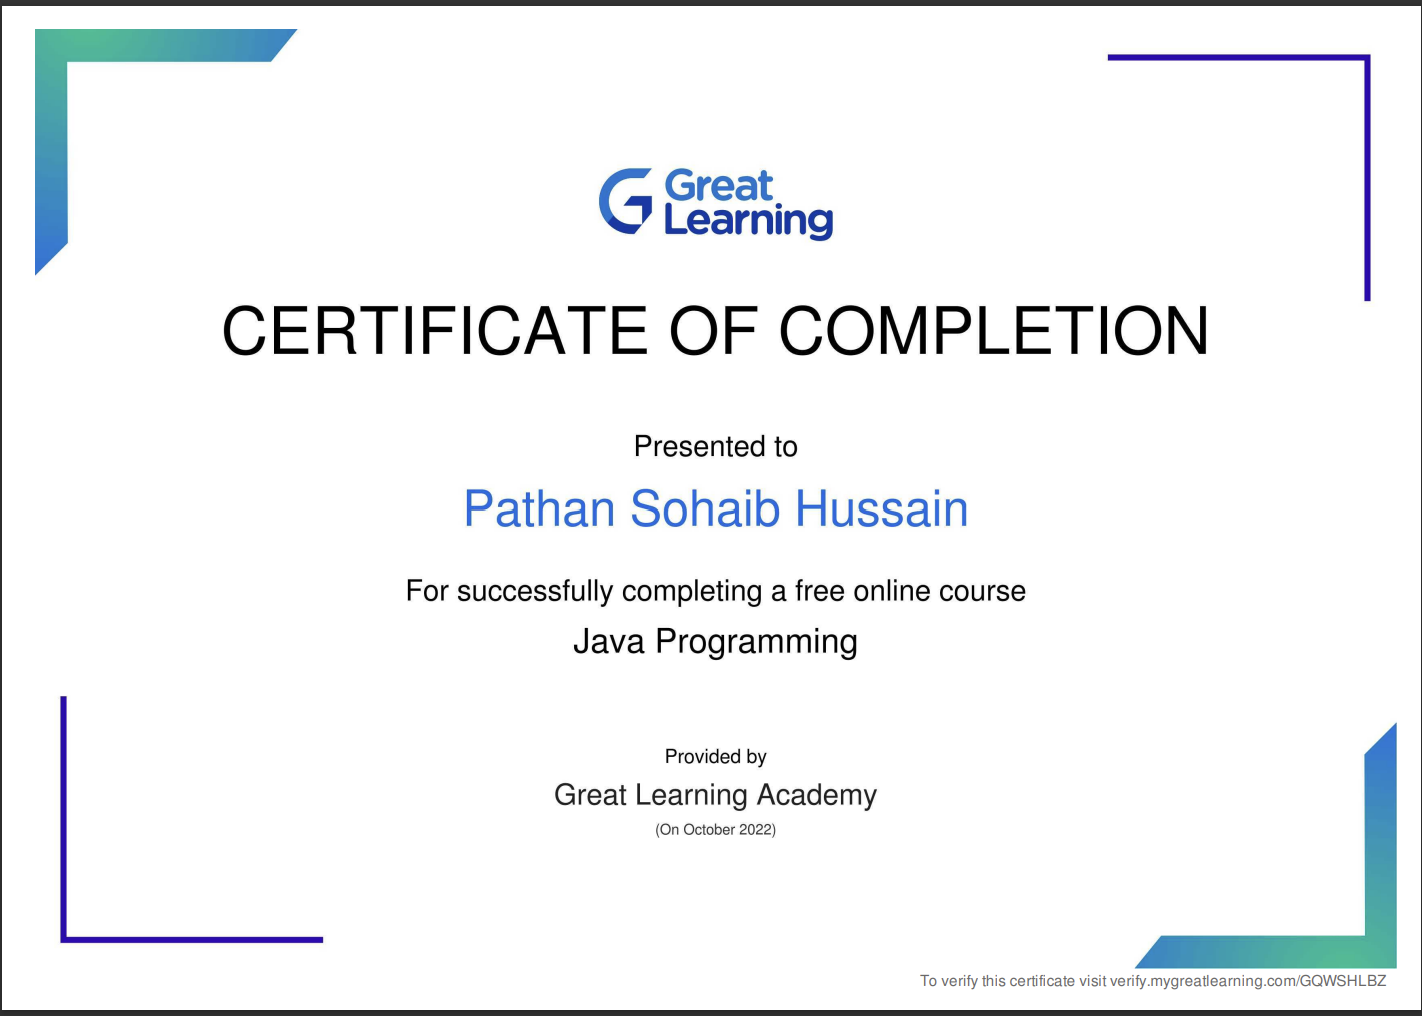 Great
Learning
CERTIFICATE OF COMPLETION
Presented to
Pathan Sohaib Hussain
For successfully completing a free online course
Java Programming
Provided by
Great Learning Academy
(On October 2022)
To verify this certificate visit verify.mygreatlearning.com/GQWSHLBZ